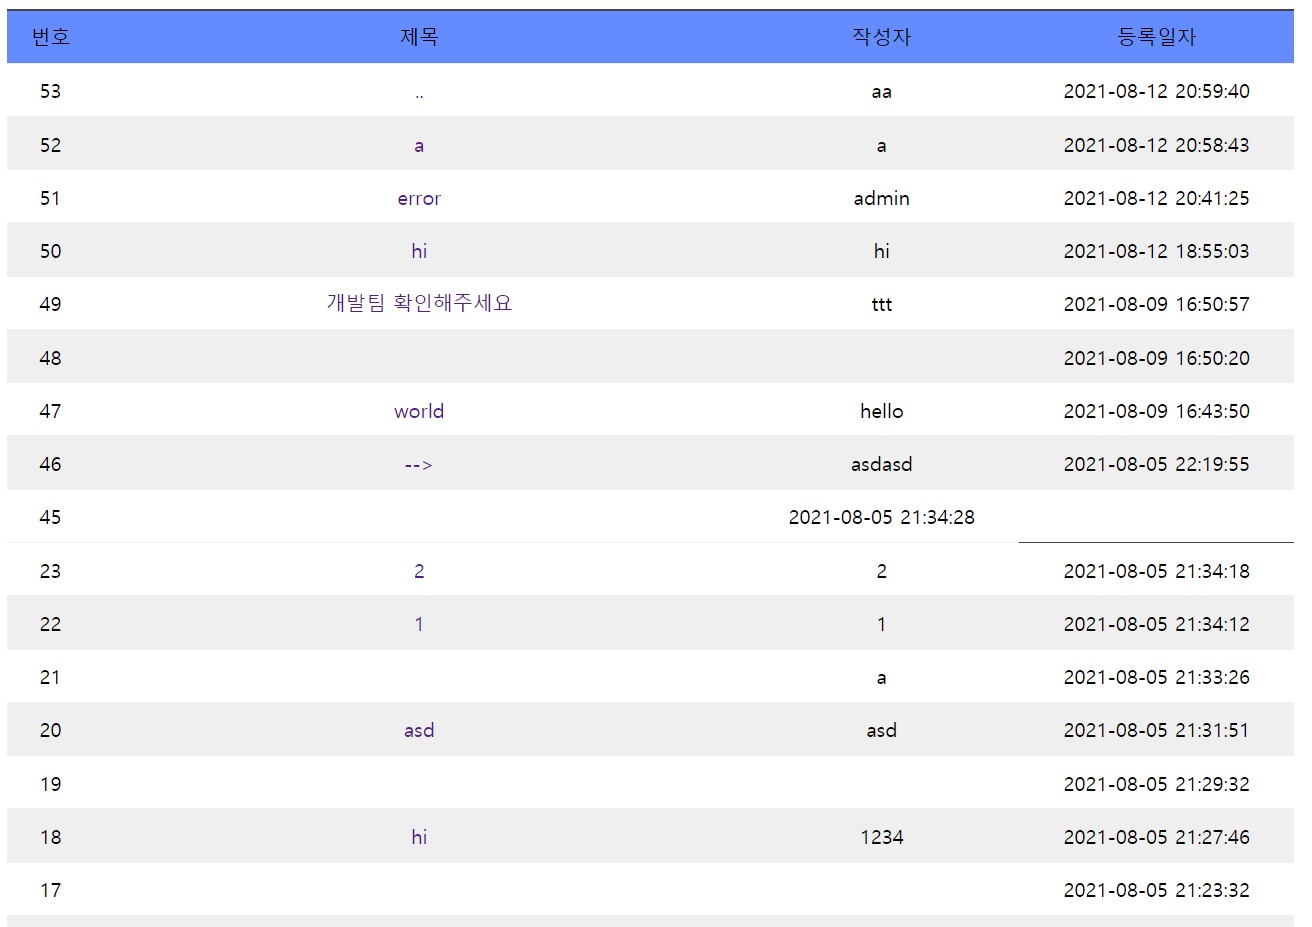 번호 제목 작성자 등록일자
53 .. aa 2021-08-12 20:59:40
52 a a 2021-08-12 20:58:43
51 error admin 2021-08-12 20:41:25
50 hi hi 2021-08-12 18:55:03
49 개발팀 확인해주세요 ttt 2021-08-09 16:50:57
48 2021-08-09 16:50:20
47 world hello 2021-08-09 16:43:50
46 --> asdasd 2021-08-05 22:19:55
45 2021-08-05 21:34:28
23 2 2 2021-08-05 21:34:18
22 1 1 2021-08-05 21:34:12
21 a 2021-08-05 21:33:26
20 asd asd 2021-08-05 21:31:51
19 2021-08-05 21:29:32
18 hi 1234 2021-08-05 21:27:46
17 2021-08-05 21:23:32